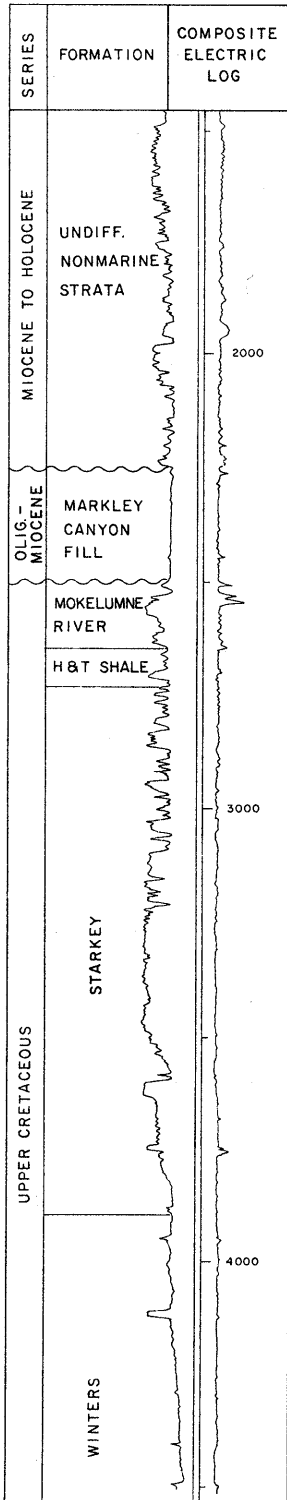 SERIES
FORMATION
COMPOSITE
ELECTRIC
LOG
MIOCENE TO HOLOCENE
UNDIFF.
NONMARINE
STRATA
2000
OLIG.-
MIOCENE
MARKLEY
CANYON
FILL
MOKELUMNE
RIVER
H&T SHALE
3000
STARKEY
UPPER CRETACEOUS
4000
WINTERS